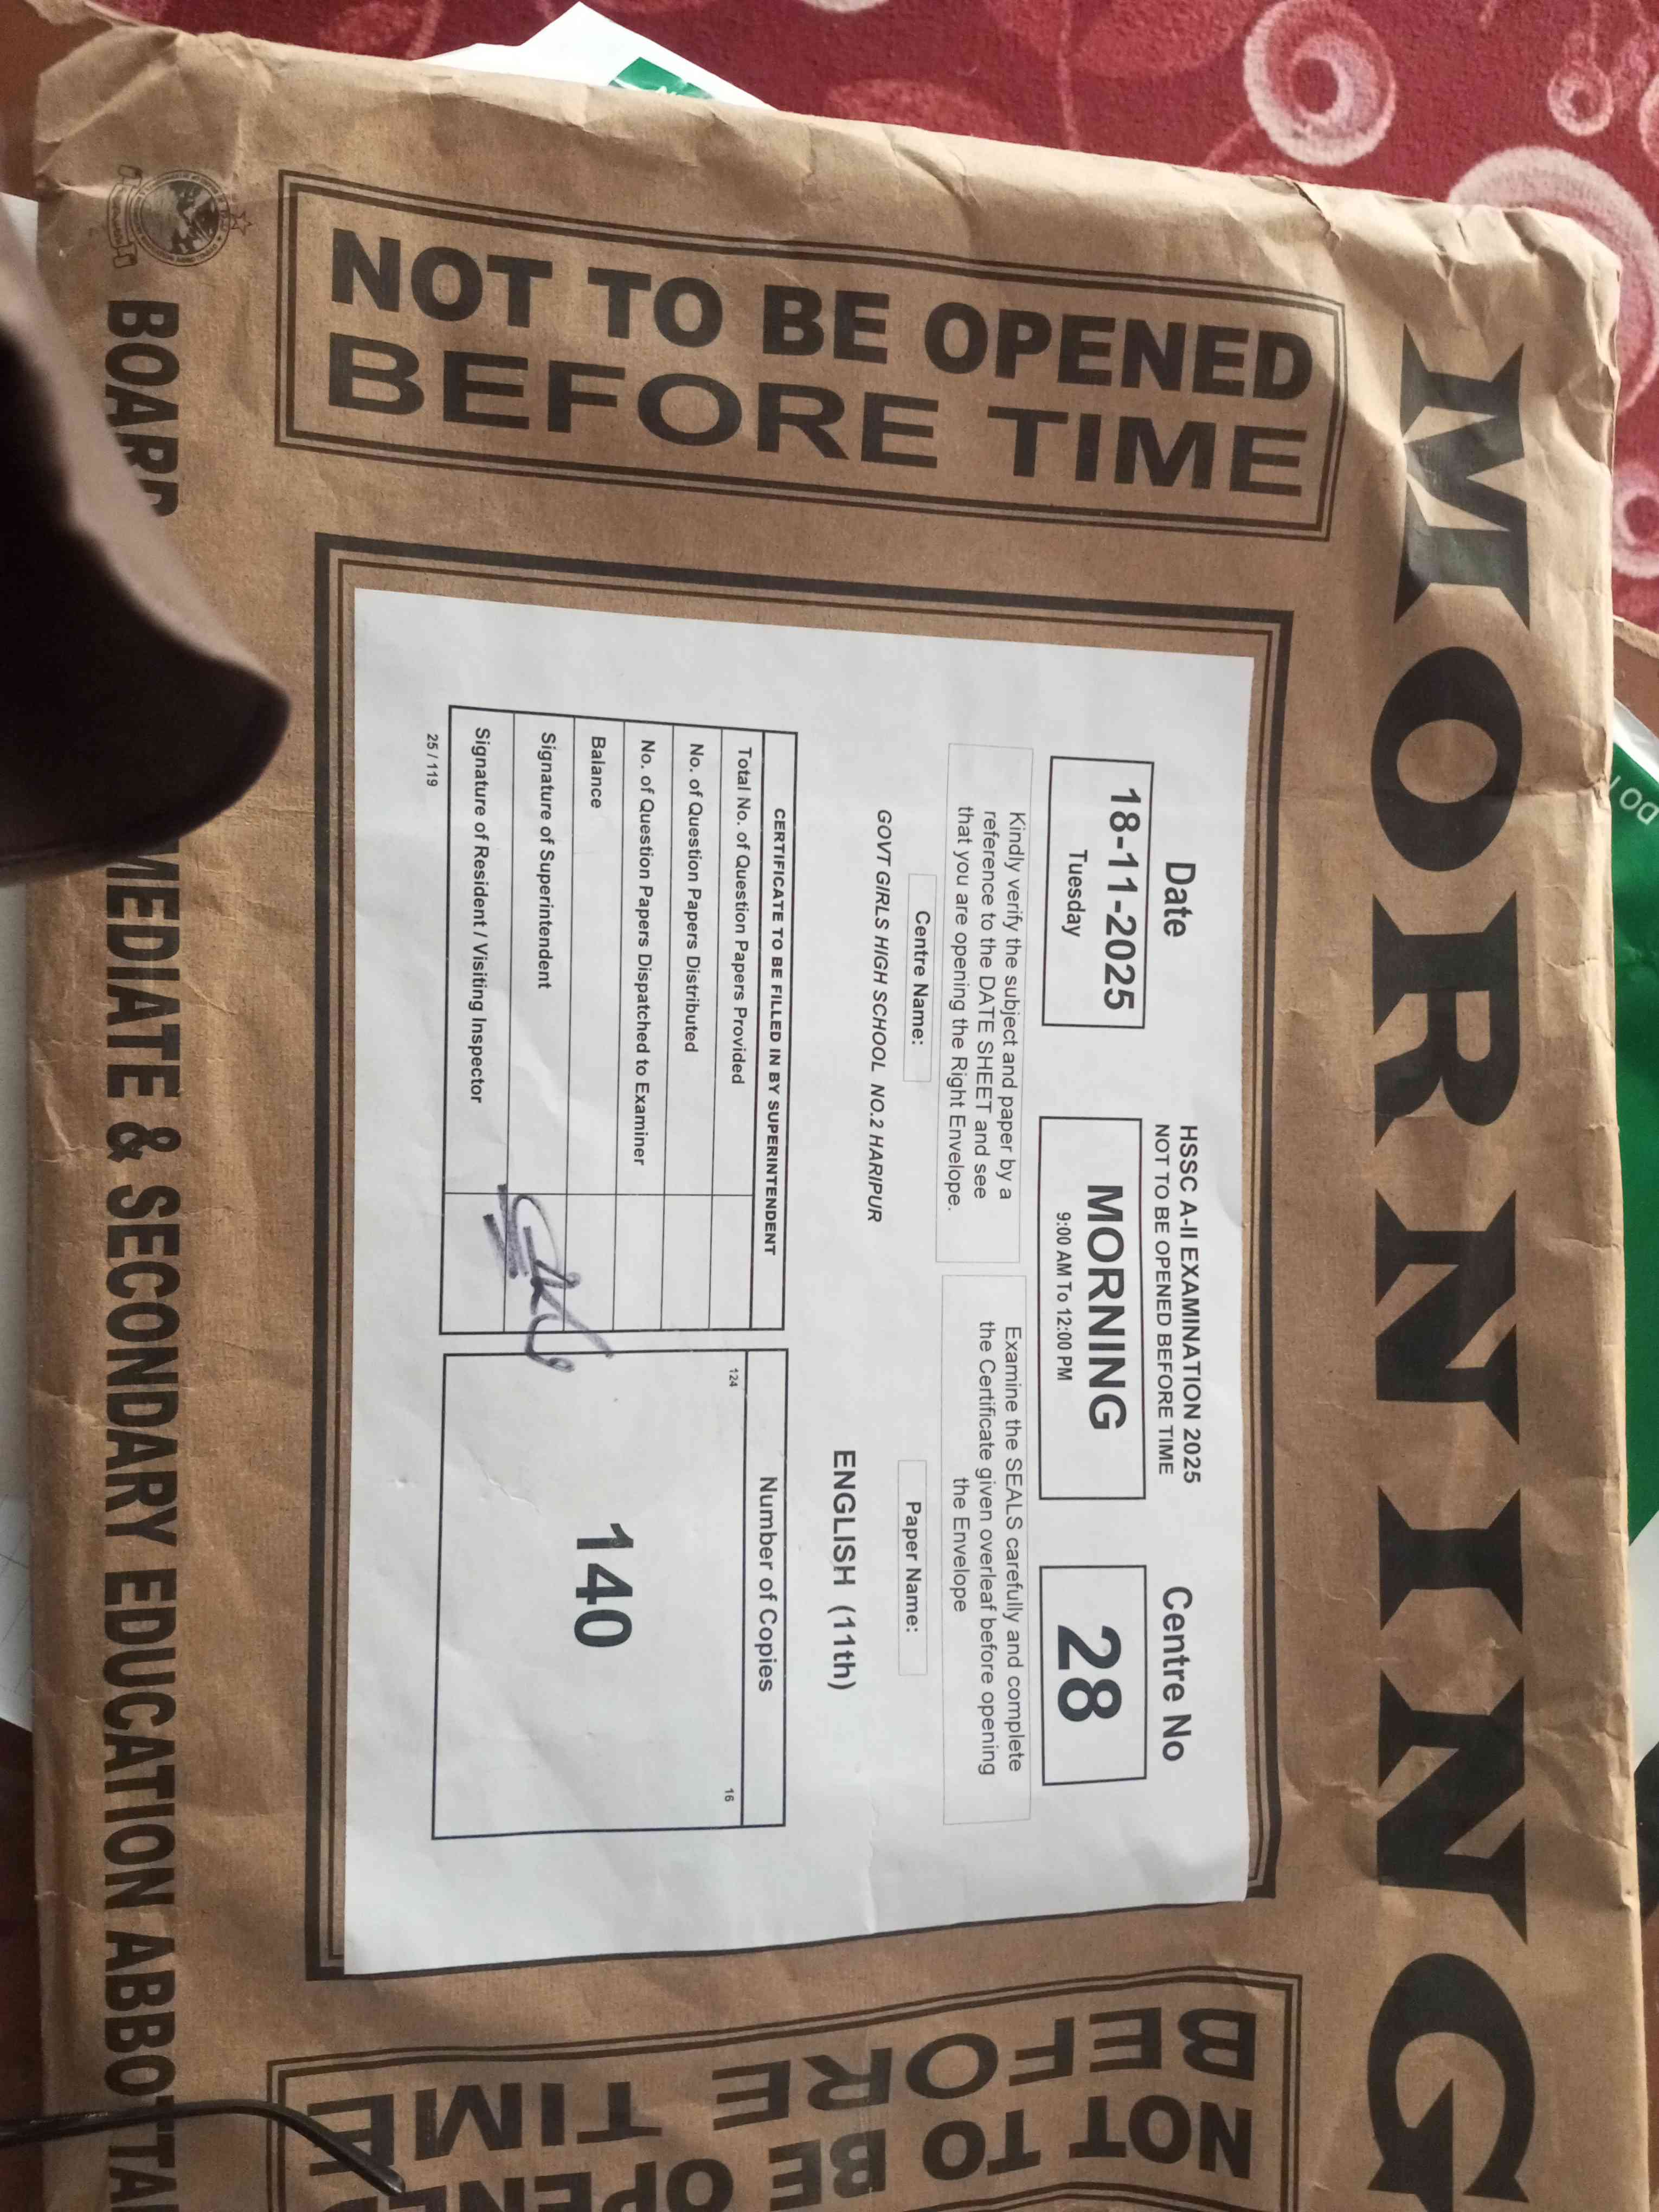 MORNING
NOT TO BE OPENED
BEFORE TIME
HSSC A-II EXAMINATION 2025
NOT TO BE OPENED BEFORE TIME
Date
18-11-2025
Tuesday
MORNING
9:00 AM To 12:00 PM
Centre No
28
Kindly verify the subject and paper by a
reference to the DATE SHEET and see
that you are opening the Right Envelope.
Examine the SEALS carefully and complete
the Certificate given overleaf before opening
the Envelope
Centre Name:
GOVT GIRLS HIGH SCHOOL NO.2 HARIPUR
Paper Name:
ENGLISH (11th)
CERTIFICATE TO BE FILLED IN BY SUPERINTENDENT
Total No. of Question Papers Provided
No. of Question Papers Distributed
No. of Question Papers Dispatched to Examiner
Balance
Signature of Superintendent
Signature of Resident / Visiting Inspector
25 / 119
Number of Copies
124
16
140
NOT TO BE OPENED
BEFORE TIME
BOARD
MEDIATE & SECONDARY EDUCATION ABBOTTA
DO